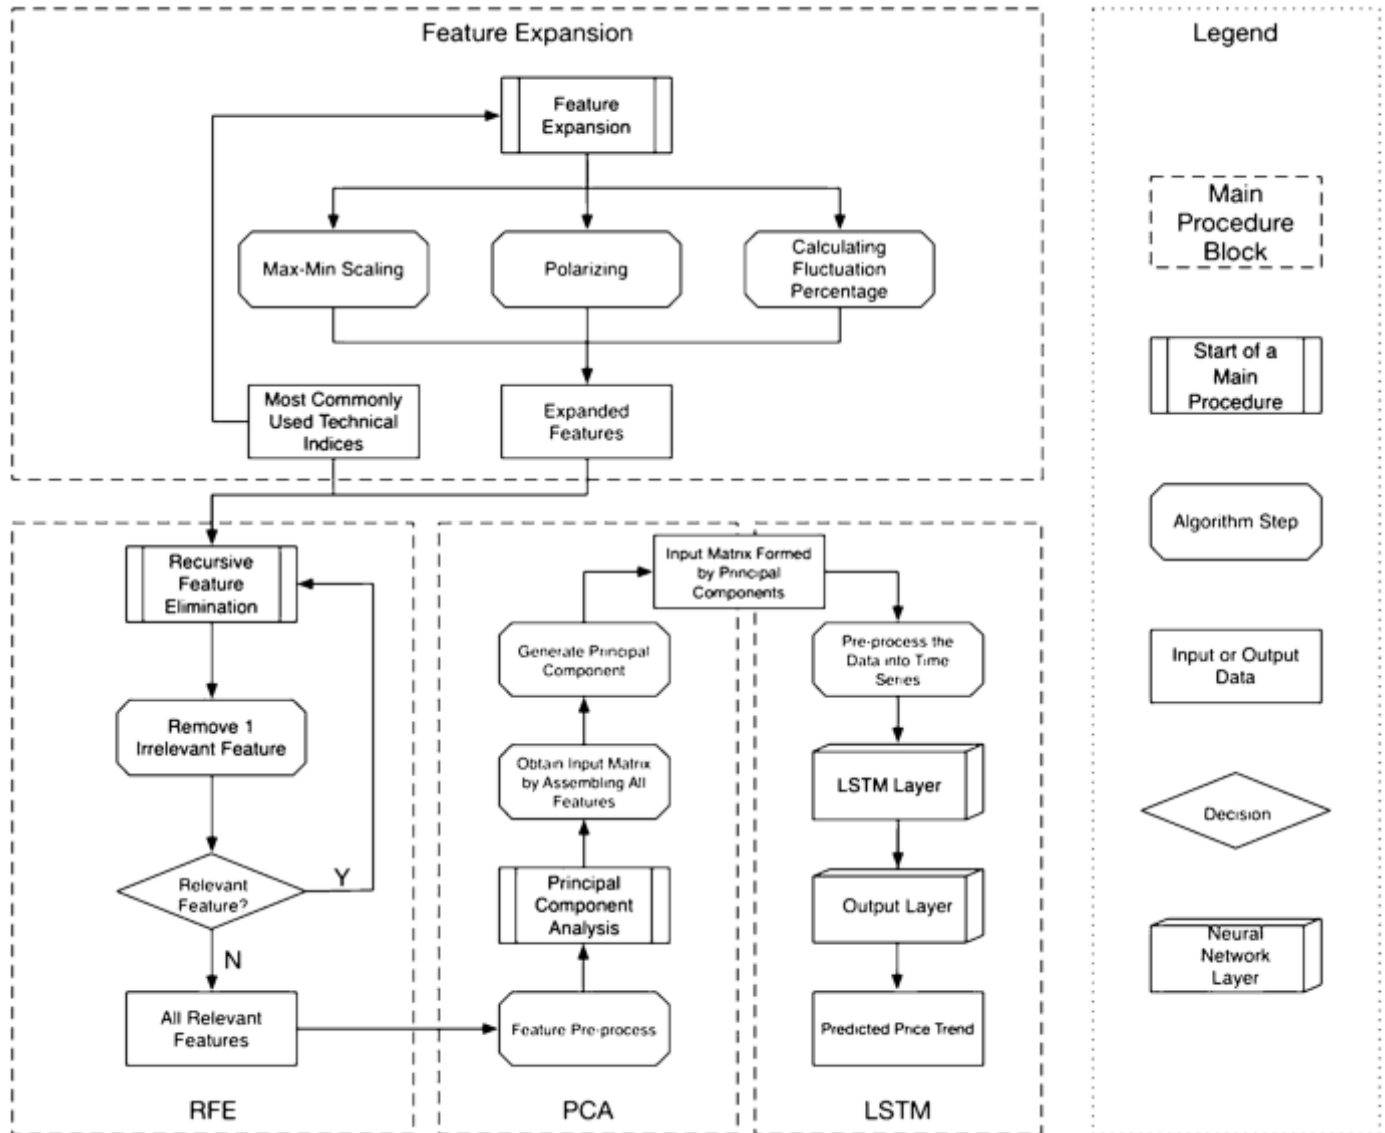 Feature Expansion
Feature
Expansion
Max-Min Scaling
Polarizing
Calculating
Fluctuation
Percentage
Most Commonly
Used Technical
Indices
Expanded
Features
Recursive
Feature
Elimination
Remove 1
Irrelevant Feature
Relevant
Feature?
Y
N
All Relevant
Features
RFE
Input Matrix Formed
by Principal
Components
Generate Principal
Component
Obtain Input Matrix
by Assembling All
Features
Principal
Component
Analysis
Feature Pre-process
PCA
Pre-process the
Data into Time
Series
LSTM Layer
Output Layer
Predicted Price Trend
LSTM
Legend
Main
Procedure
Block
Start of a
Main
Procedure
Algorithm Step
Input or Output
Data
Decision
Neural
Network
Layer